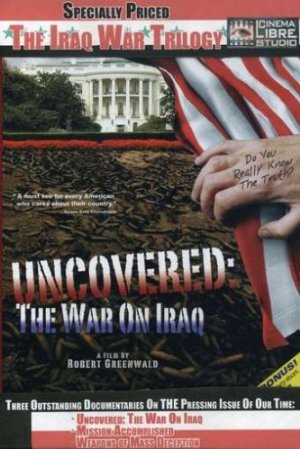 SPECIALLY PRICED
THE IRAQ WAR TRILOGY
CINEMA
LIBRE
STUDIO
Do You
Really Know
The Truth?
"A must see for every American
who cares about their country."
UNCOVERED:
THE WAR ON IRAQ
A FILM BY
ROBERT GREENWALD
BONUS!
THREE OUTSTANDING DOCUMENTARIES ON THE PRESSING ISSUE OF OUR TIME:
UNCOVERED: THE WAR ON IRAQ
MISSION ACCOMPLISHED
WEAPONS OF MASS DECEPTION